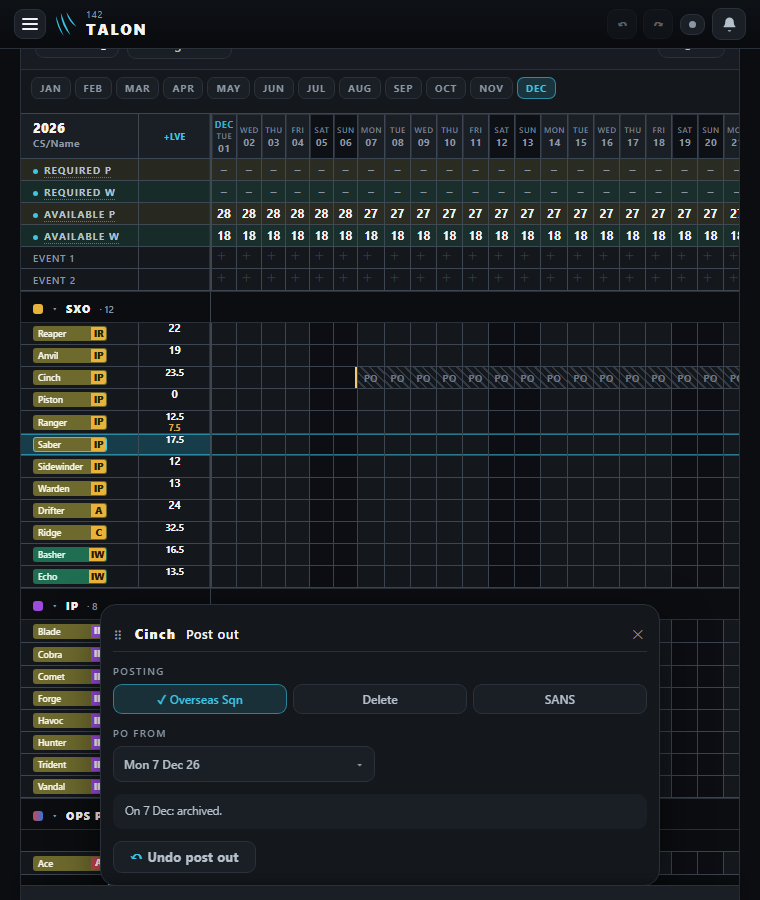 142
TALON
JAN FEB MAR APR MAY JUN JUL AUG SEP OCT NOV DEC
2026
CS/Name
+LVE
DEC
TUE WED THU FRI SAT SUN MON TUE WED THU FRI SAT SUN MON TUE WED THU FRI SAT SUN
01 02 03 04 05 06 07 08 09 10 11 12 13 14 15 16 17 18 19 20
REQUIRED P – – – – – – – – – – – – – – – – – – – – –
REQUIRED W – – – – – – – – – – – – – – – – – – – – –
AVAILABLE P 28 28 28 28 28 28 27 27 27 27 27 27 27 27 27 27 27 27 27 27
AVAILABLE W 18 18 18 18 18 18 18 18 18 18 18 18 18 18 18 18 18 18 18 18
EVENT 1 + + + + + + + + + + + + + + + + + + + + +
EVENT 2 + + + + + + + + + + + + + + + + + + + + +
SXO · 12
Reaper IR 22
Anvil IP 19
Cinch IP 23.5 PO PO PO PO PO PO PO PO PO PO PO PO PO PO
Piston IP 0
Ranger IP 12.5
7.5
Saber IP 17.5
Sidewinder IP 12
Warden IP 13
Drifter A 24
Ridge C 32.5
Basher IW 16.5
Echo IW 13.5
IP · 8
Blade
Cobra
Comet
Forge
Havoc
Hunter
Trident
Vandal
OPS
Ace
Cinch Post out
POSTING
✓ Overseas Sqn Delete SANS
PO FROM
Mon 7 Dec 26
On 7 Dec: archived.
Undo post out